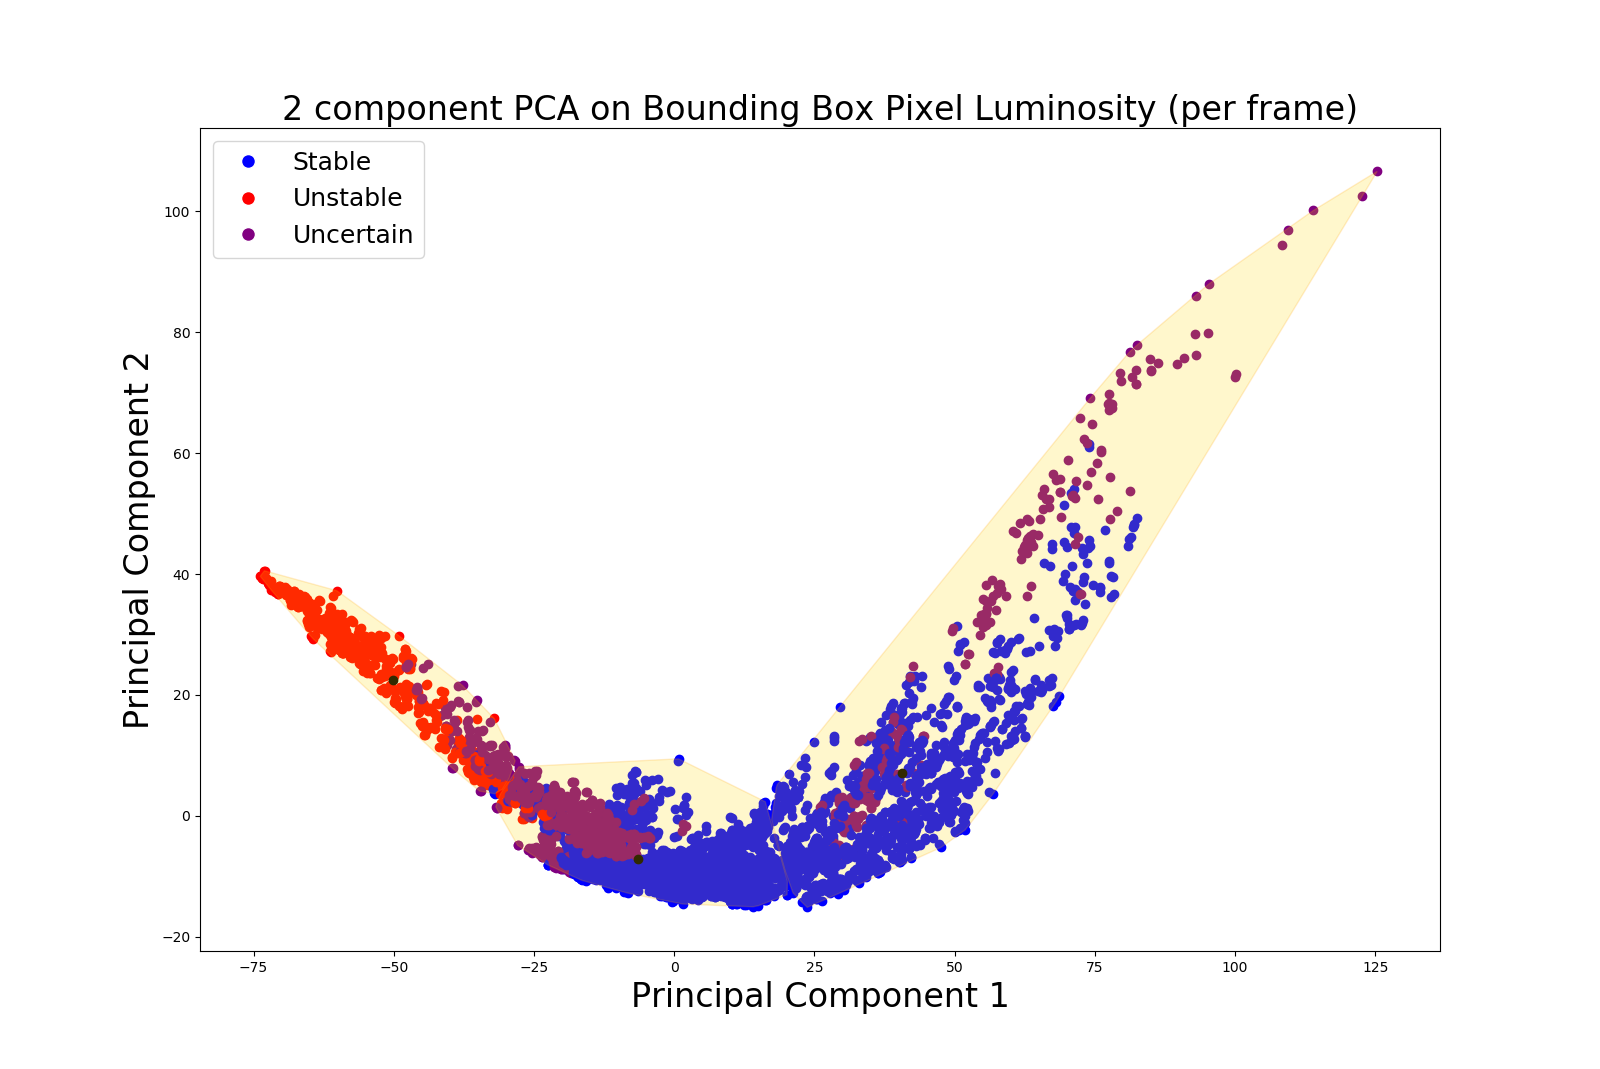 2 component PCA on Bounding Box Pixel Luminosity (per frame)
Stable
Unstable
Uncertain
Principal Component 2
100
80
60
40
20
0
−20
−75
−50
−25
0
25
50
75
100
125
Principal Component 1